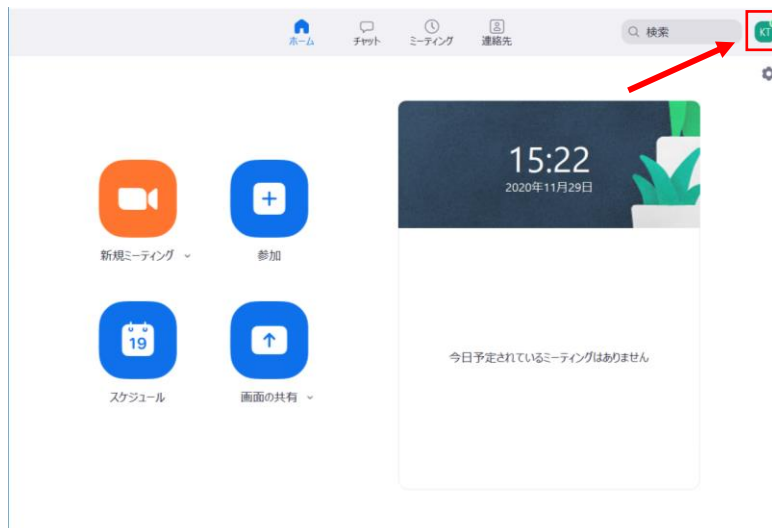 ホーム
チャット
ミーティング
連絡先
検索
KT
15:22
2020年11月29日
新規ミーティング
参加
19
スケジュール
画面の共有
今日予定されているミーティングはありません